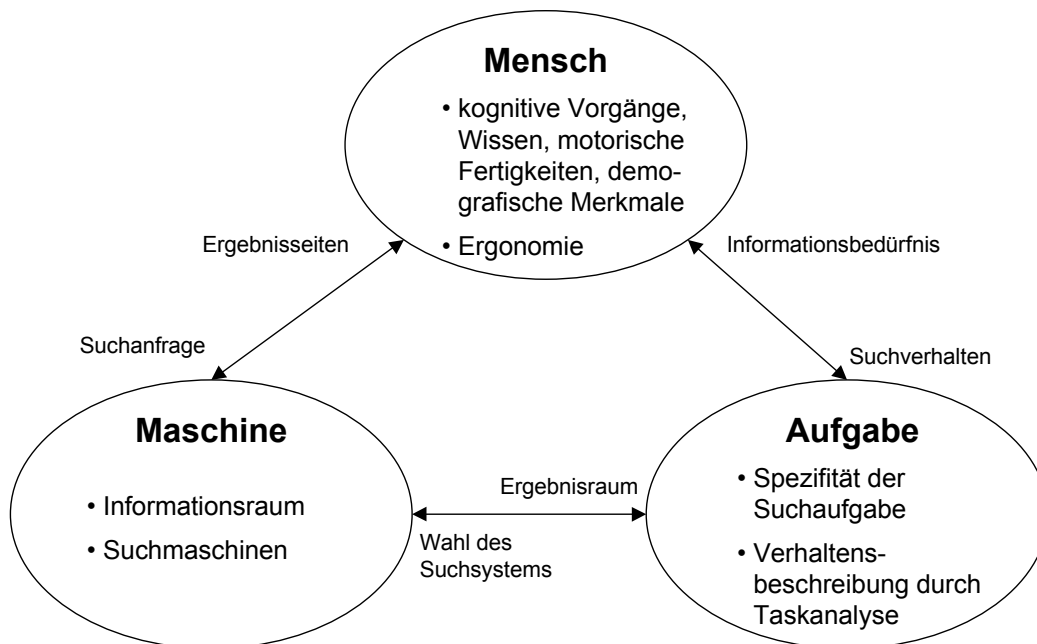 Mensch
• kognitive Vorgänge,
Wissen, motorische
Fertigkeiten, demo-
grafische Merkmale
• Ergonomie
Ergebnisseiten
Informationsbedürfnis
Suchanfrage
Suchverhalten
Maschine
• Informationsraum
• Suchmaschinen
Ergebnisraum
Wahl des
Suchsystems
Aufgabe
• Spezifität der
Suchaufgabe
• Verhaltens-
beschreibung durch
Taskanalyse